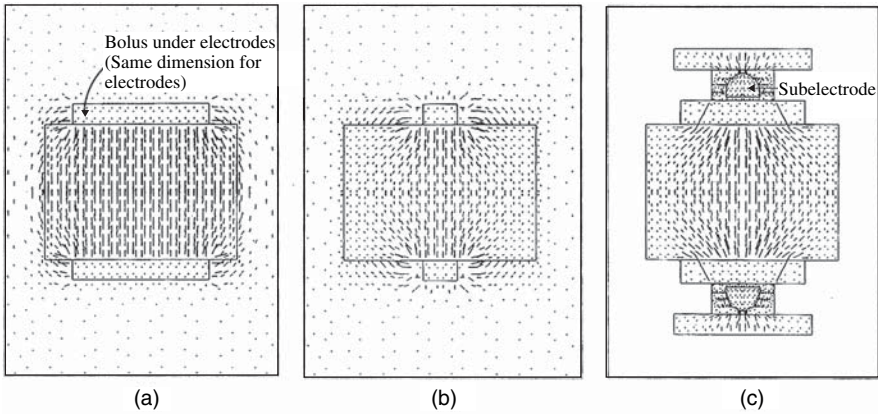 Bolus under electrodes
(Same dimension for
electrodes)
Subelectrode
(a)
(b)
(c)